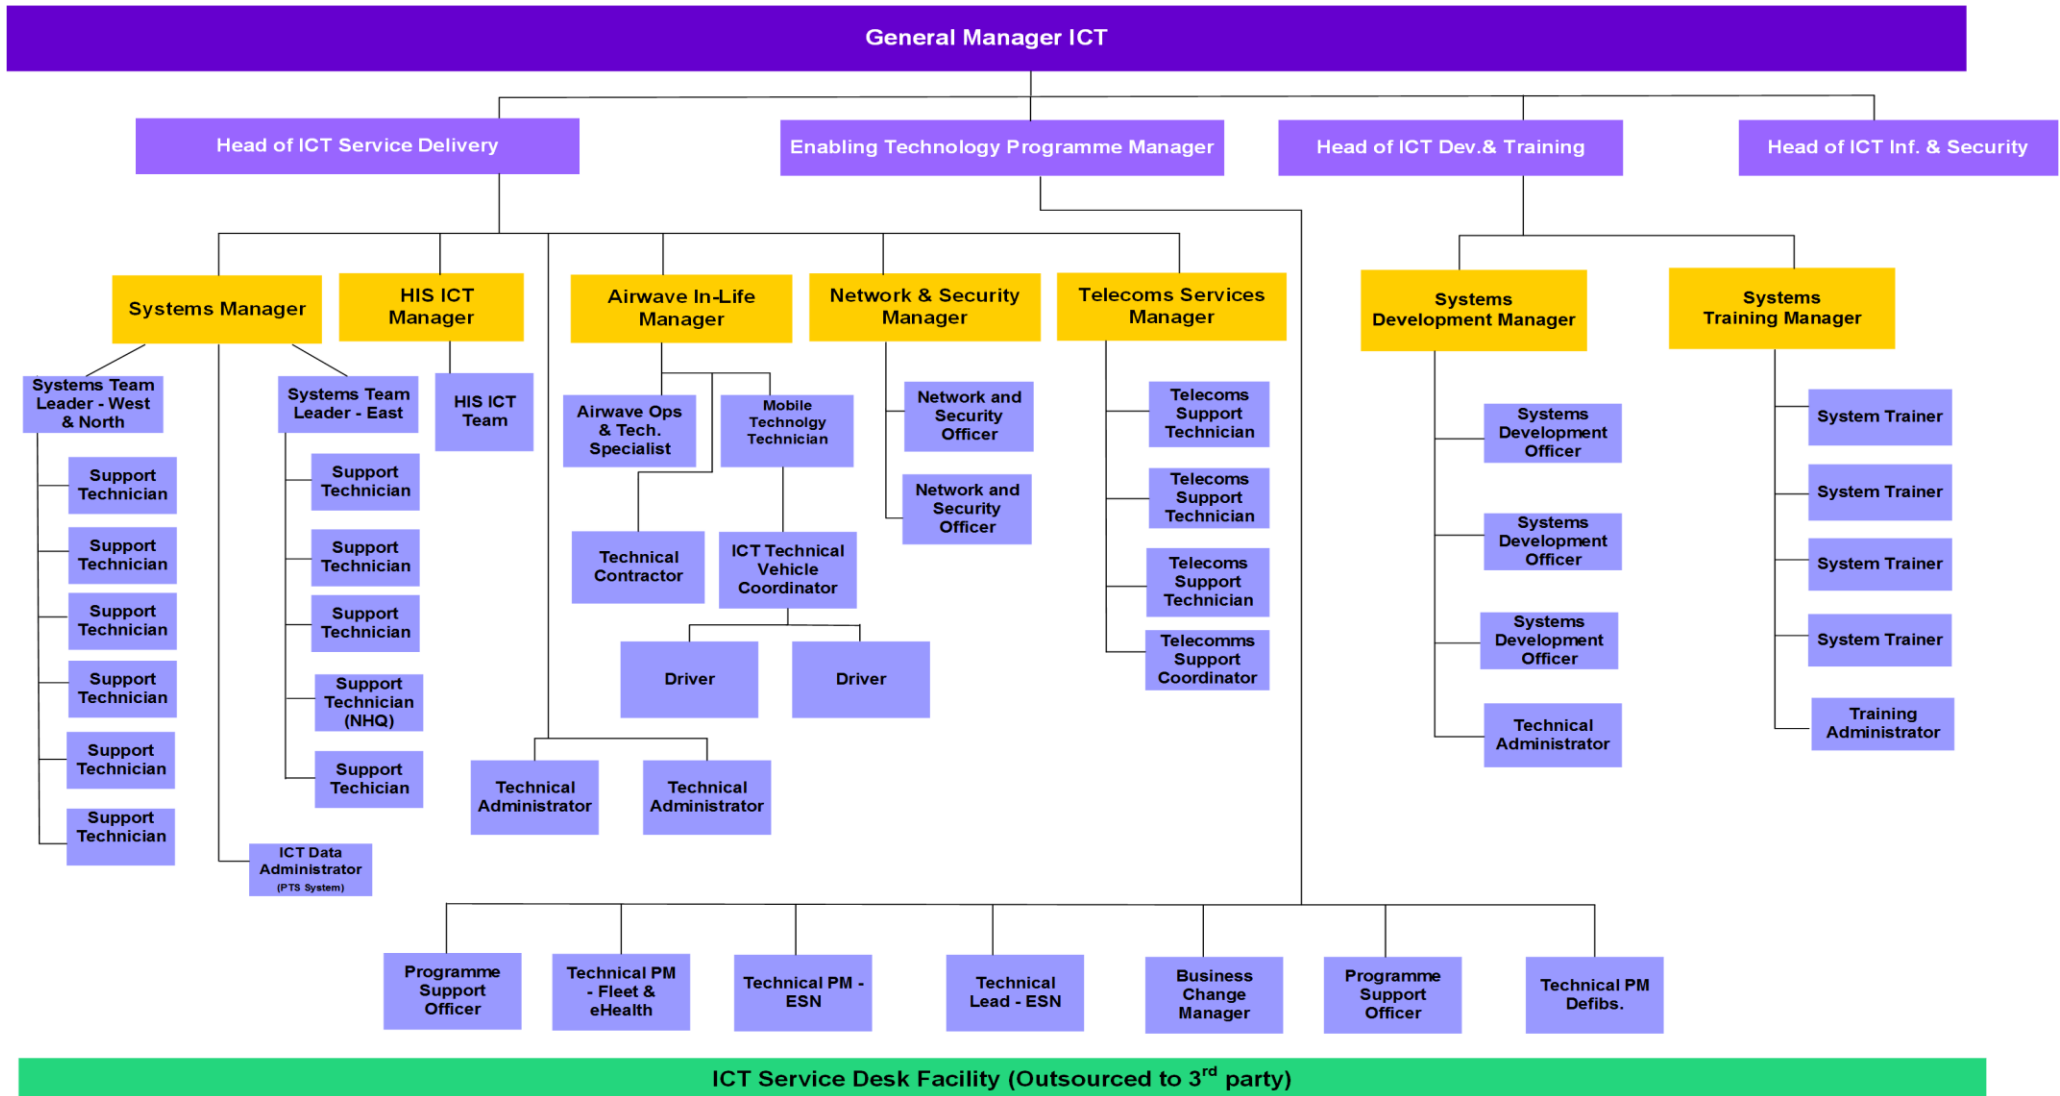 General Manager ICT
Head of ICT Service Delivery
Enabling Technology Programme Manager
Head of ICT Dev.& Training
Head of ICT Inf. & Security
Systems Manager
HIS ICT
Manager
Airwave In-Life
Manager
Network & Security
Manager
Telecoms Services
Manager
Systems
Development Manager
Systems
Training Manager
Systems Team
Leader - West
& North
Support
Technician
Support
Technician
Support
Technician
Support
Technician
Support
Technician
Support
Technician
Systems Team
Leader - East
Support
Technician
Support
Technician
Support
Technician
Support
Technician
(NHQ)
Support
Techician
ICT Data
Administrator
(PTS System)
HIS ICT
Team
Airwave Ops
& Tech.
Specialist
Mobile
Technolgy
Technician
Technical
Contractor
ICT Technical
Vehicle
Coordinator
Driver
Driver
Technical
Administrator
Technical
Administrator
Network and
Security
Officer
Network and
Security
Officer
Telecoms
Support
Technician
Telecoms
Support
Technician
Telecoms
Support
Technician
Telecomms
Support
Coordinator
Systems
Development
Officer
Systems
Development
Officer
Systems
Development
Officer
Technical
Administrator
System Trainer
System Trainer
System Trainer
System Trainer
Training
Administrator
Programme
Support
Officer
Technical PM
- Fleet &
eHealth
Technical PM -
ESN
Technical
Lead - ESN
Business
Change
Manager
Programme
Support
Officer
Technical PM
Defibs.
ICT Service Desk Facility (Outsourced to 3rd party)